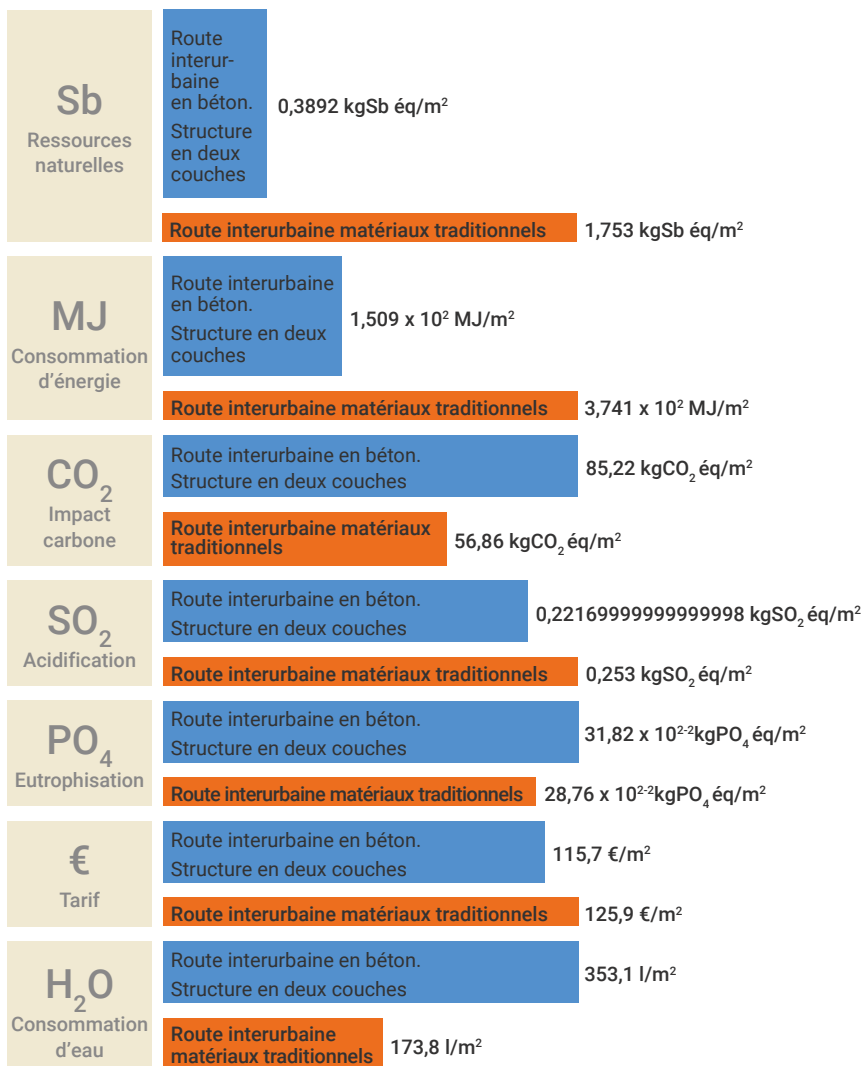 Sb
Ressources
naturelles
Route
interur-
baine
en béton.
Structure
en deux
couches
0,3892 kgSb éq/m²
Route interurbaine matériaux traditionnels
1,753 kgSb éq/m²
MJ
Consommation
d’énergie
Route interurbaine
en béton.
Structure en deux
couches
1,509 x 10² MJ/m²
Route interurbaine matériaux traditionnels
3,741 x 10² MJ/m²
CO₂
Impact
carbone
Route interurbaine en béton.
Structure en deux couches
85,22 kgCO₂ éq/m²
Route interurbaine matériaux
traditionnels
56,86 kgCO₂ éq/m²
SO₂
Acidification
Route interurbaine en béton.
Structure en deux couches
0,22169999999999998 kgSO₂ éq/m²
Route interurbaine matériaux traditionnels
0,253 kgSO₂ éq/m²
PO₄
Eutrophisation
Route interurbaine en béton.
Structure en deux couches
31,82 x 10²⁻²kgPO₄ éq/m²
Route interurbaine matériaux traditionnels
28,76 x 10²⁻²kgPO₄ éq/m²
€
Tarif
Route interurbaine en béton.
Structure en deux couches
115,7 €/m²
Route interurbaine matériaux traditionnels
125,9 €/m²
H₂O
Consommation
d’eau
Route interurbaine en béton.
Structure en deux couches
353,1 l/m²
Route interurbaine
matériaux traditionnels
173,8 l/m²